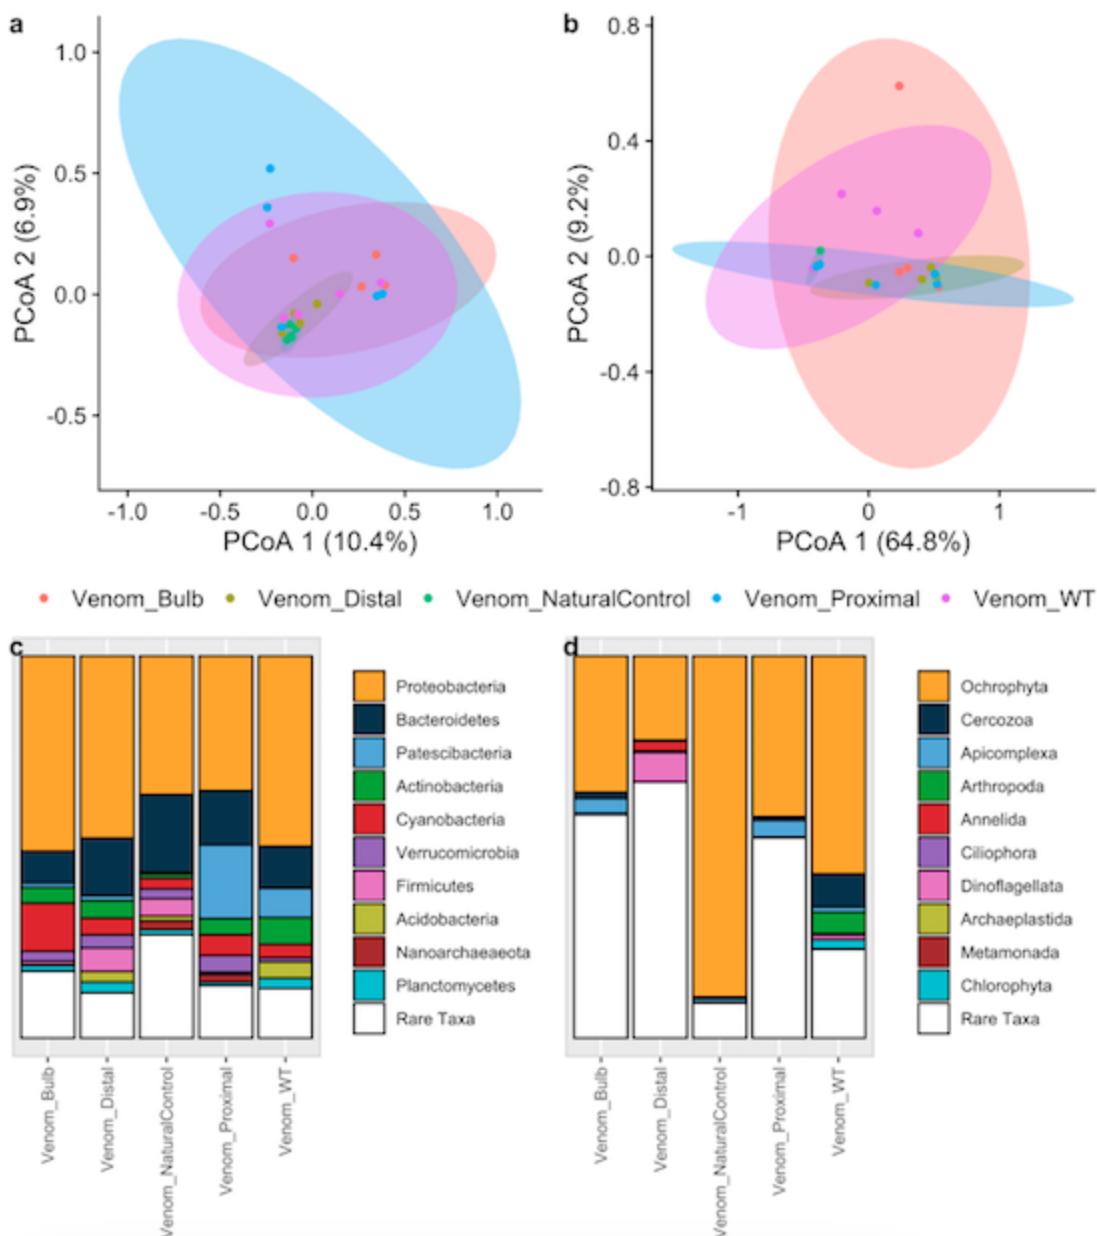 a
1.0
0.5
0.0
-0.5
PCoA 2 (6.9%)
-1.0 -0.5 0.0 0.5 1.0
PCoA 1 (10.4%)
b
0.8
0.4
0.0
-0.4
-0.8
PCoA 2 (9.2%)
-1 0 1
PCoA 1 (64.8%)
Venom_Bulb Venom_Distal Venom_NaturalControl Venom_Proximal Venom_WT
c
Proteobacteria
Bacteroidetes
Patescibacteria
Actinobacteria
Cyanobacteria
Verrucomicrobia
Firmicutes
Acidobacteria
Nanoarchaeaeota
Planctomycetes
Rare Taxa
Venom_Bulb
Venom_Distal
Venom_NaturalControl
Venom_Proximal
Venom_WT
d
Ochrophyta
Cercozoa
Apicomplexa
Arthropoda
Annelida
Ciliophora
Dinoflagellata
Archaeplastida
Metamonada
Chlorophyta
Rare Taxa
Venom_Bulb
Venom_Distal
Venom_NaturalControl
Venom_Proximal
Venom_WT